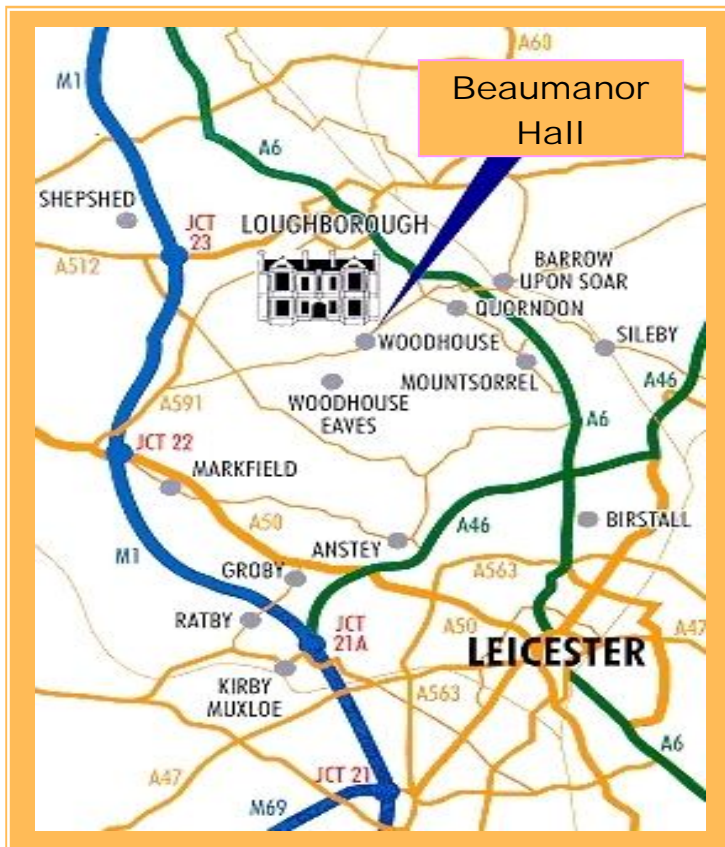 A60
M1
Beaumanor
Hall
A6
SHEPSHED
JCT
23
LOUGHBOROUGH
A512
BARROW
UPON SOAR
QUORNDON
WOODHOUSE
SILEBY
MOUNTSORREL
A46
A591
WOODHOUSE
EAVES
A6
JCT 22
MARKFIELD
A50
A46
BIRSTALL
M1
ANSTEY
GROBY
A563
RATBY
JCT
21A
A50
A47
LEICESTER
KIRBY
MUXLOE
A563
A47
JCT 21
A6
M69